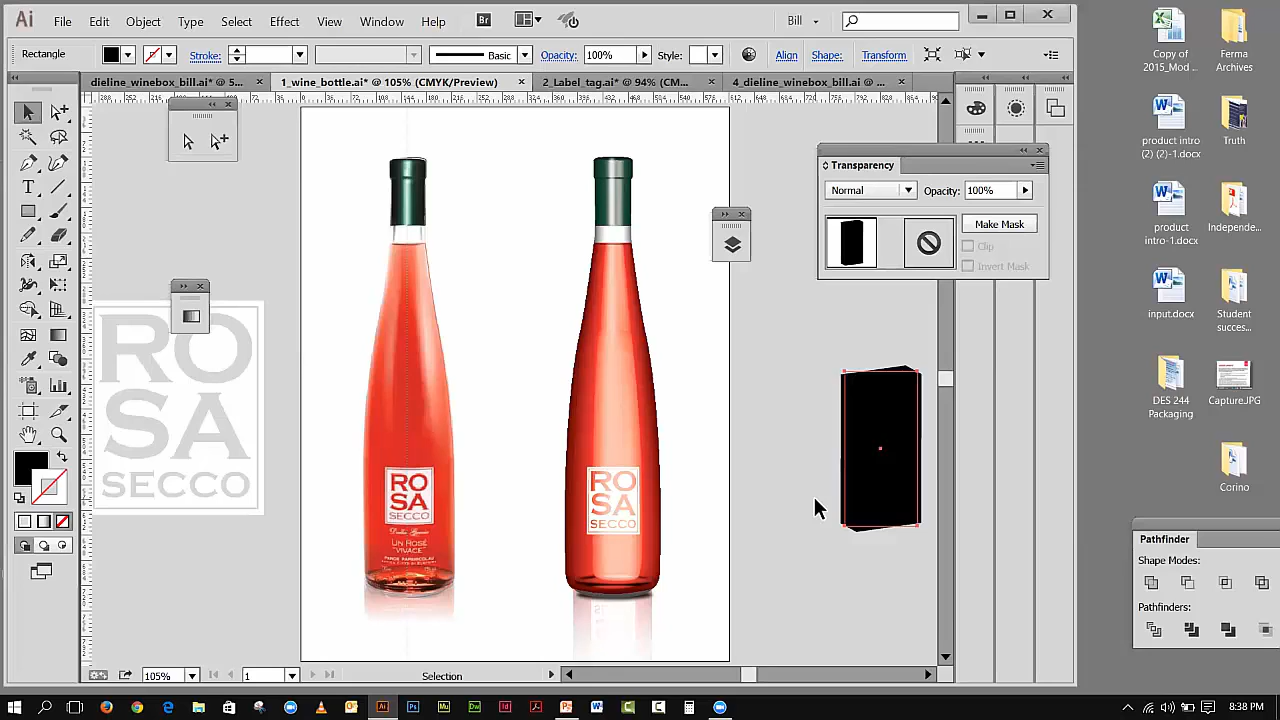 Ai File Edit Object Type Select Effect View Window Help Br Bill
Rectangle Stroke: Basic Opacity: 100% Style: Align Shape: Transform
dieline_winebox_bill.ai* @ 5... × 1_wine_bottle.ai* @ 105% (CMYK/Preview) × 2_Label_tag.ai* @ 94% (CM... × 4_dieline_winebox_bill.ai @ ... ×
Transparency
Normal Opacity: 100%
Make Mask
Clip
Invert Mask
RO
SA
SECCO
RO
SA
SECCO
UN ROSÉ
"VIVACE"
RO
SA
SECCO
105% 1 Selection
Copy of
2015_Mod ...
Ferma
Archives
product intro
(2) (2)-1.docx
Truth
product
intro-1.docx
Independe...
input.docx
Student
succes...
DES 244
Packaging
Capture.JPG
Corino
Pathfinder
Shape Modes:
Pathfinders:
8:38 PM